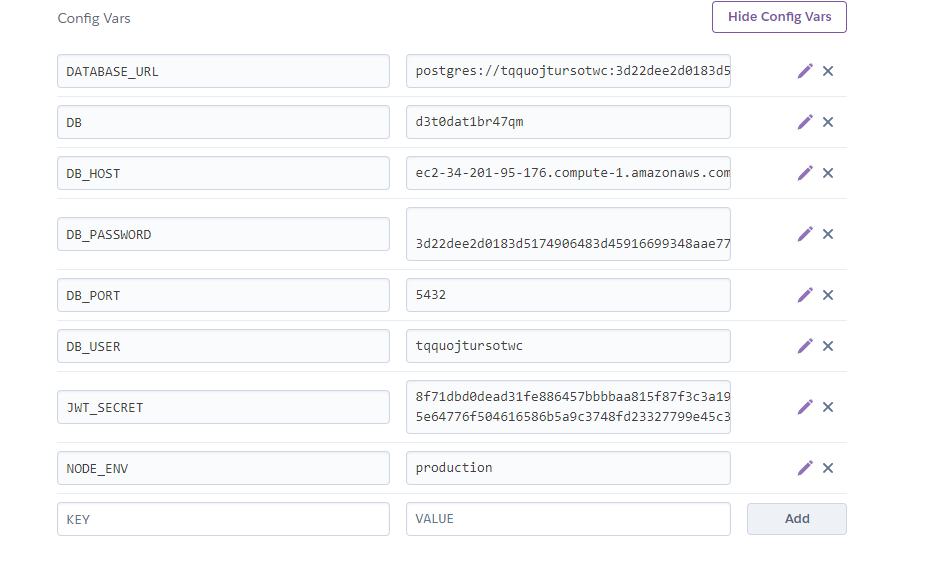 Config Vars
Hide Config Vars
DATABASE_URL
postgres://tqquojtursotwc:3d22dee2d0183d5
DB
d3t0dat1br47qm
DB_HOST
ec2-34-201-95-176.compute-1.amazonaws.com
DB_PASSWORD
3d22dee2d0183d5174906483d45916699348aae77
DB_PORT
5432
DB_USER
tqquojtursotwc
JWT_SECRET
8f71dbd0dead31fe886457bbbbaa815f87f3c3a19
5e64776f504616586b5a9c3748fd23327799e45c3
NODE_ENV
production
KEY
VALUE
Add